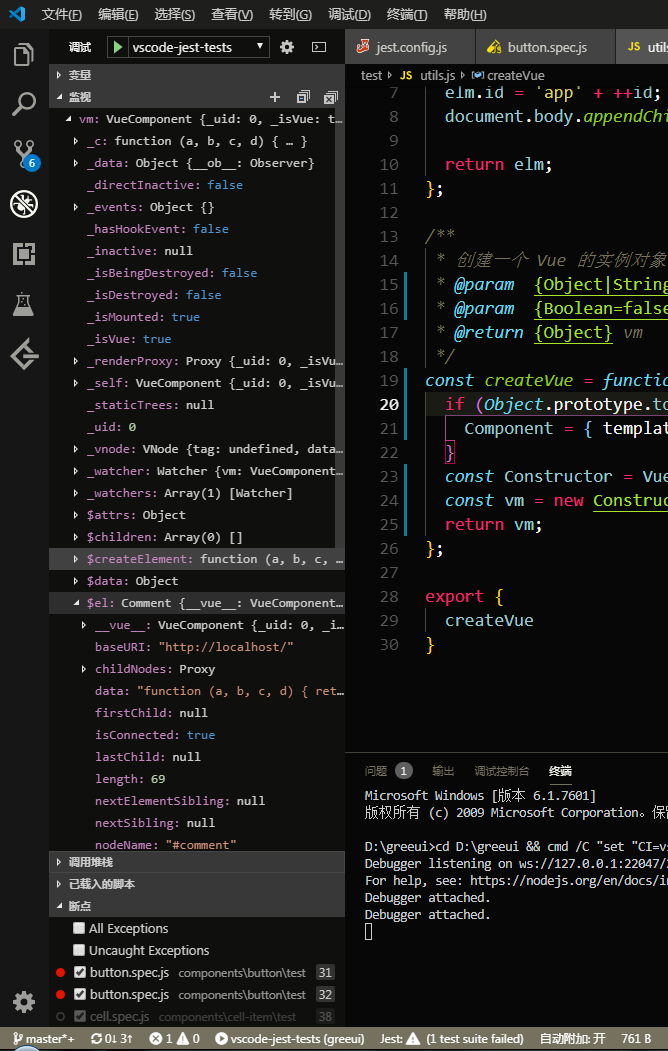 文件(F) 编辑(E) 选择(S) 查看(V) 转到(G) 调试(D) 终端(T) 帮助(H)
调试 vscode-jest-tests
变量
监视
vm: VueComponent {_uid: 0, _isVue: t…
_c: function (a, b, c, d) { … }
_data: Object {__ob__: Observer}
_directInactive: false
_events: Object {}
_hasHookEvent: false
_inactive: null
_isBeingDestroyed: false
_isDestroyed: false
_isMounted: true
_isVue: true
_renderProxy: Proxy {_uid: 0, _isVu…
_self: VueComponent {_uid: 0, _isVu…
_staticTrees: null
_uid: 0
_vnode: VNode {tag: undefined, data…
_watcher: Watcher {vm: VueComponent…
_watchers: Array(1) [Watcher]
$attrs: Object
$children: Array(0) []
$createElement: function (a, b, c, …
$data: Object
$el: Comment {__vue__: VueComponent…
__vue__: VueComponent {_uid: 0, _i…
baseURI: "http://localhost/"
childNodes: Proxy
data: "function (a, b, c, d) { ret…
firstChild: null
isConnected: true
lastChild: null
length: 69
nextElementSibling: null
nextSibling: null
nodeName: "#comment"
调用堆栈
已载入的脚本
断点
All Exceptions
Uncaught Exceptions
button.spec.js components\button\test 31
button.spec.js components\button\test 32
cell.spec.js components\cell-item\test 38
6
jest.config.js button.spec.js JS utils
test JS utils.js createVue
7 elm.id = 'app' + ++id;
8 document.body.appendChi
9
10 return elm;
11 };
12
13 /**
14 * 创建一个 Vue 的实例对象
15 * @param {Object|String
16 * @param {Boolean=false
17 * @return {Object} vm
18 */
19 const createVue = functio
20 if (Object.prototype.to
21 Component = { templat
22 }
23 const Constructor = Vue
24 const vm = new Construc
25 return vm;
26 };
27
28 export {
29 createVue
30 }
问题 1 输出 调试控制台 终端
Microsoft Windows [版本 6.1.7601]
版权所有 (c) 2009 Microsoft Corporation。保留
D:\greeui>cd D:\greeui && cmd /C "set "CI=vs
Debugger listening on ws://127.0.0.1:22047/
For help, see: https://nodejs.org/en/docs/in
Debugger attached.
Debugger attached.
master*+ 0↓ 3↑ 1 0 vscode-jest-tests (greeui) Jest: (1 test suite failed) 自动附加: 开 761 B